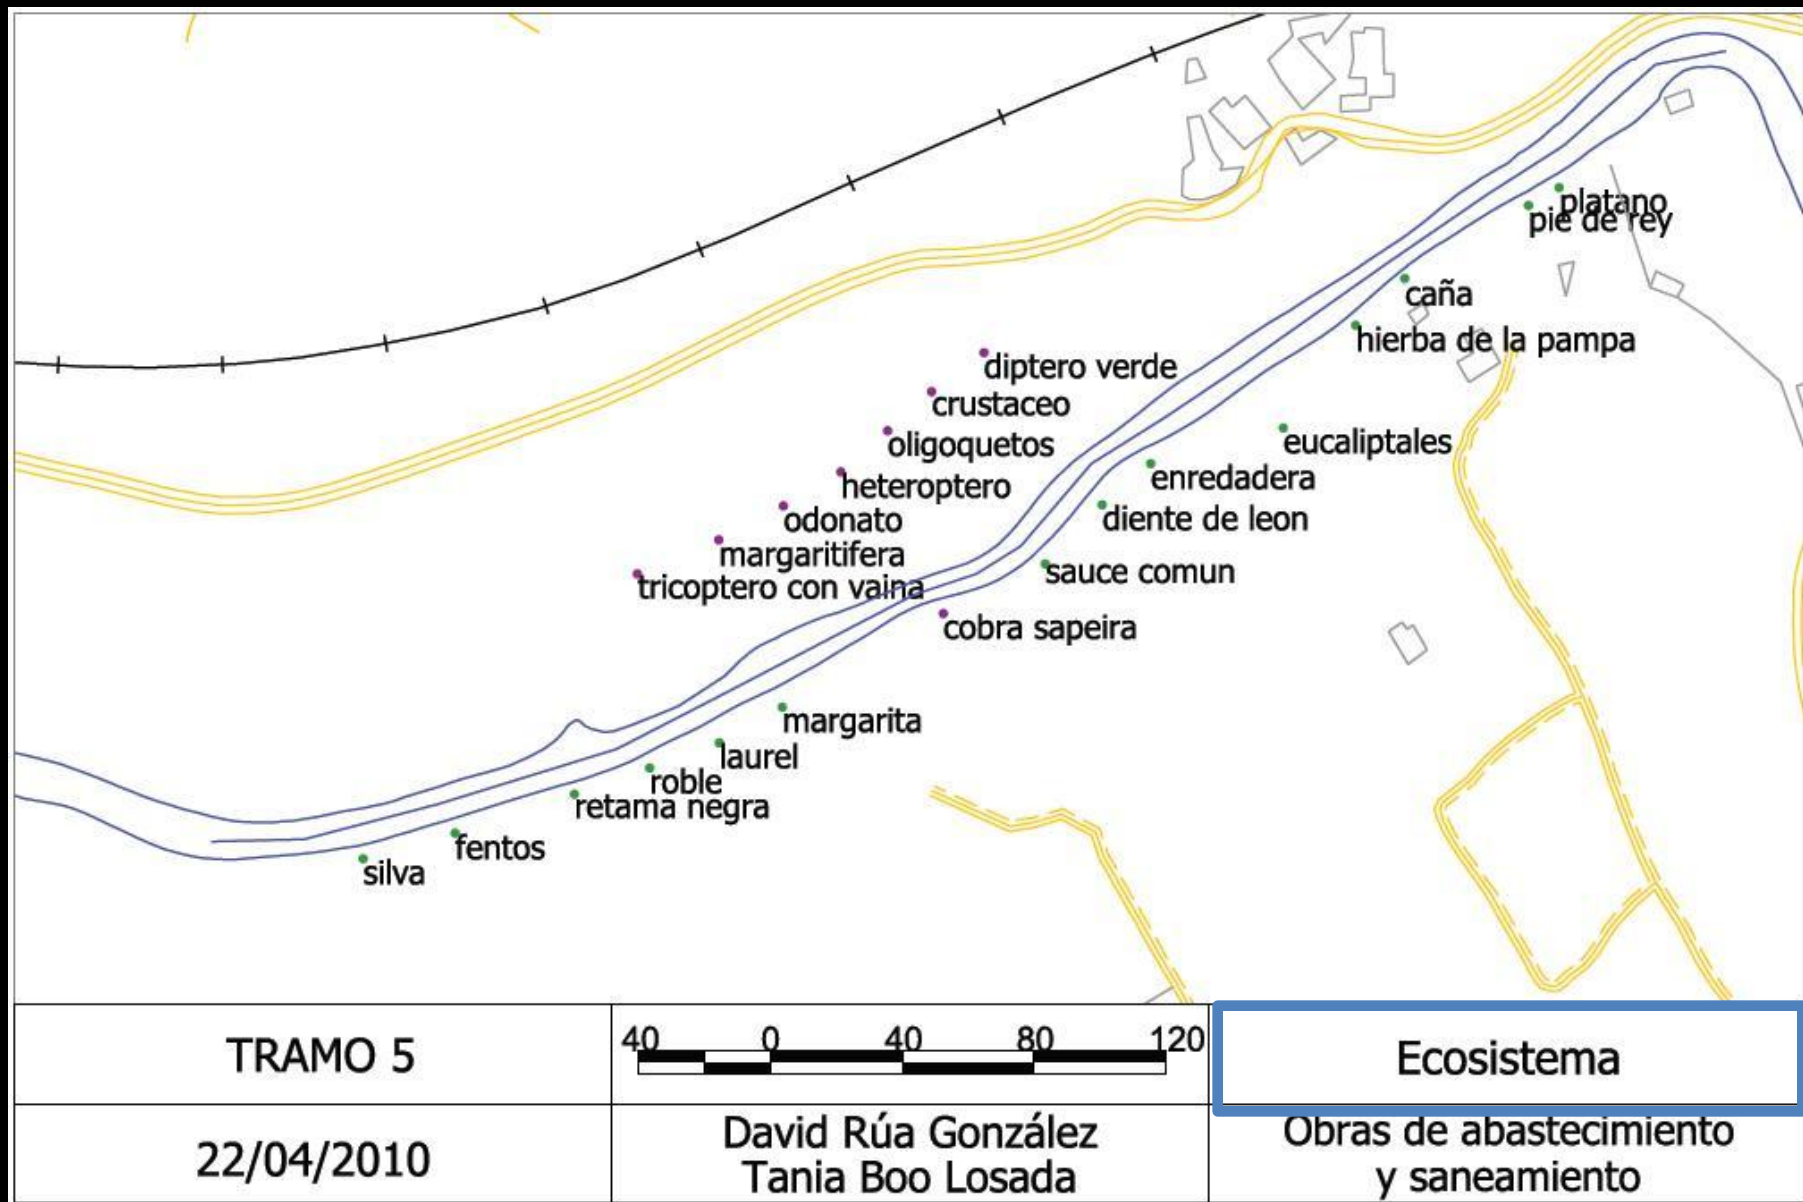 platano
pie de rey
caña
hierba de la pampa
diptero verde
crustaceo
oligoquetos
eucaliptales
heteroptero
enredadera
odonato
diente de leon
margaritifera
tricoptero con vaina
sauce comun
cobra sapeira
margarita
laurel
roble
retama negra
fentos
silva
TRAMO 5
40 0 40 80 120
Ecosistema
22/04/2010
David Rúa González
Tania Boo Losada
Obras de abastecimiento
y saneamiento